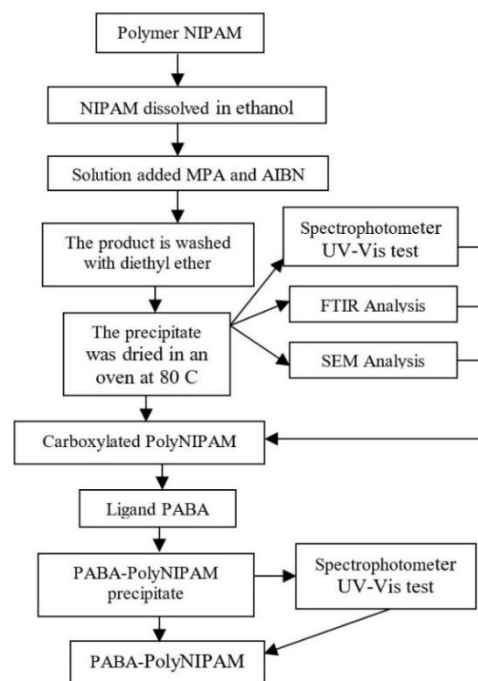 Polymer NIPAM
NIPAM dissolved in ethanol
Solution added MPA and AIBN
The product is washed
with diethyl ether
Spectrophotometer
UV-Vis test
FTIR Analysis
The precipitate
was dried in an
oven at 80 C
SEM Analysis
Carboxylated PolyNIPAM
Ligand PABA
PABA-PolyNIPAM
precipitate
Spectrophotometer
UV-Vis test
PABA-PolyNIPAM